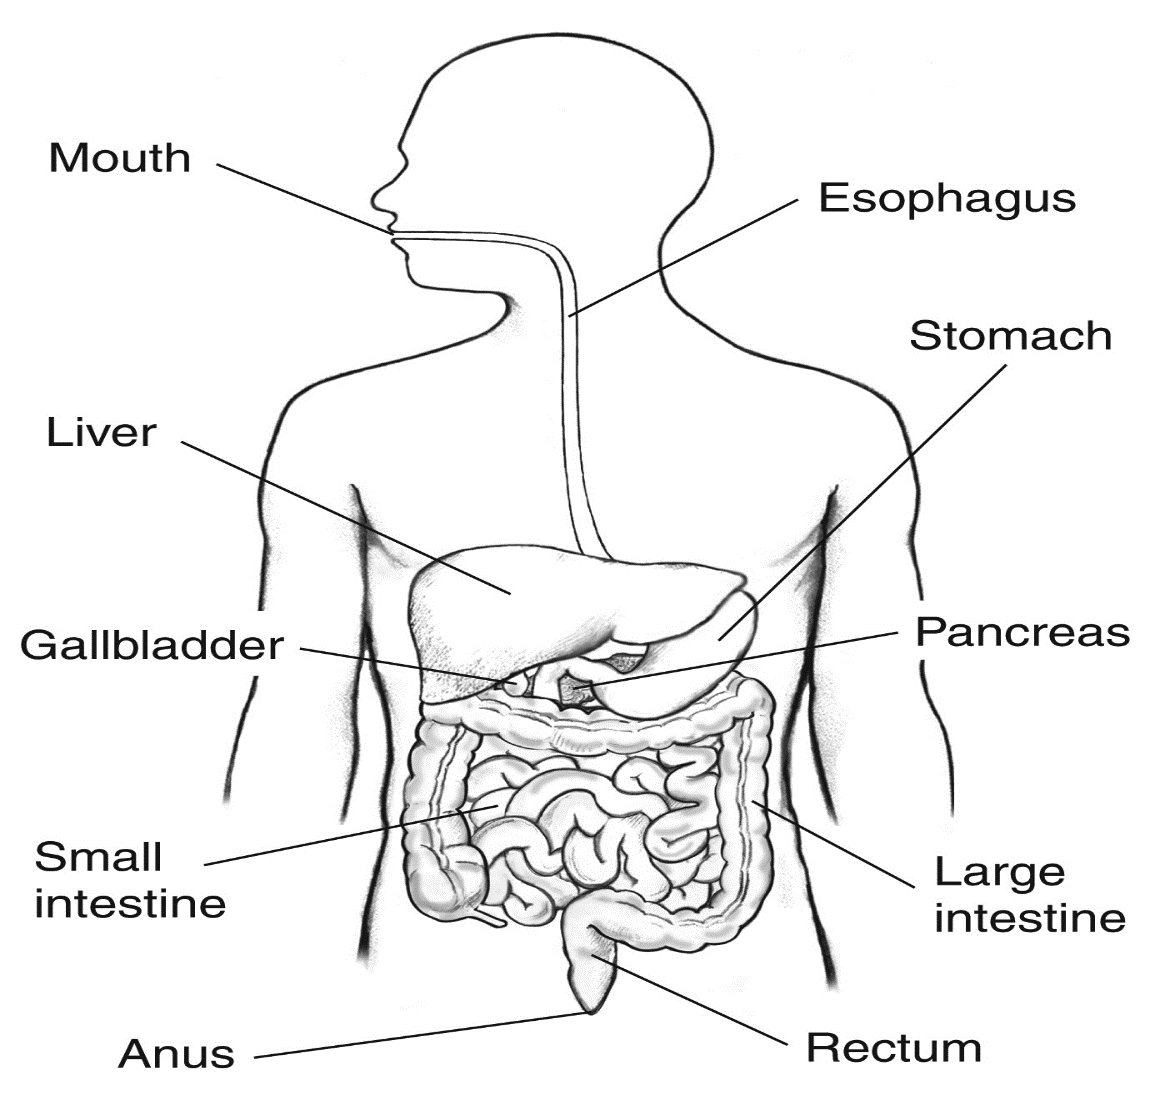 Mouth
Esophagus
Stomach
Liver
Gallbladder
Pancreas
Small
intestine
Large
intestine
Anus
Rectum